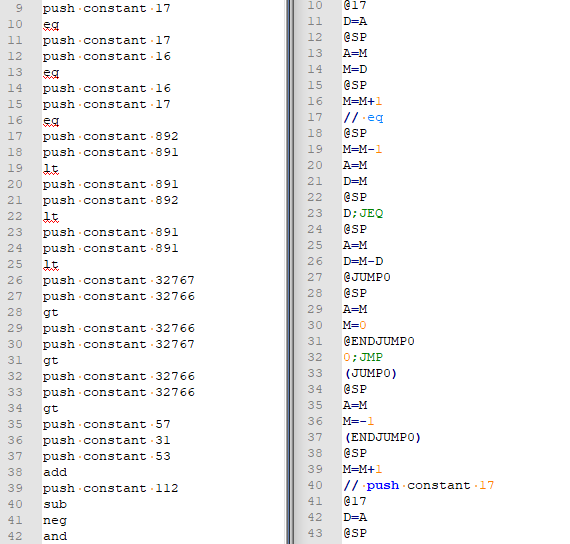 9 push constant 17
10 eq
11 push constant 17
12 push constant 16
13 eq
14 push constant 16
15 push constant 17
16 eq
17 push constant 892
18 push constant 891
19 lt
20 push constant 891
21 push constant 892
22 lt
23 push constant 891
24 push constant 891
25 lt
26 push constant 32767
27 push constant 32766
28 gt
29 push constant 32766
30 push constant 32767
31 gt
32 push constant 32766
33 push constant 32766
34 gt
35 push constant 57
36 push constant 31
37 push constant 53
38 add
39 push constant 112
40 sub
41 neg
42 and
10 @17
11 D=A
12 @SP
13 A=M
14 M=D
15 @SP
16 M=M+1
17 // eq
18 @SP
19 M=M-1
20 A=M
21 D=M
22 @SP
23 D;JEQ
24 @SP
25 A=M
26 D=M-D
27 @JUMP0
28 @SP
29 A=M
30 M=0
31 @ENDJUMP0
32 0;JMP
33 (JUMP0)
34 @SP
35 A=M
36 M=-1
37 (ENDJUMP0)
38 @SP
39 M=M+1
40 // push constant 17
41 @17
42 D=A
43 @SP